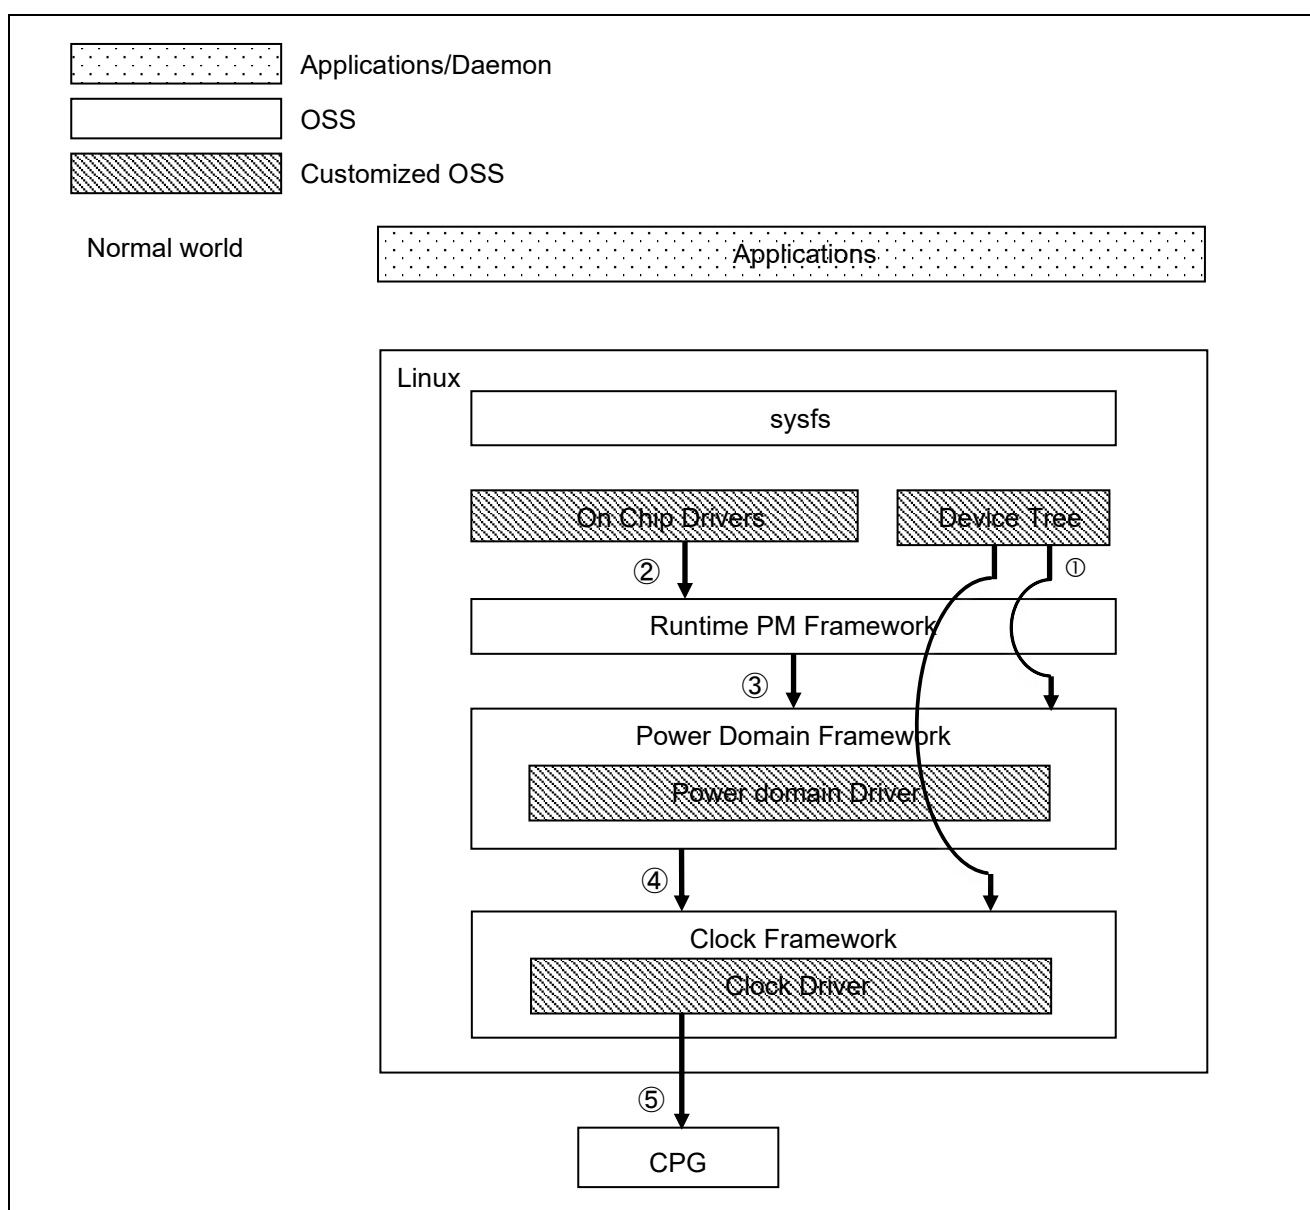 Applications/Daemon
OSS
Customized OSS
Normal world
Applications
Linux
sysfs
On Chip Drivers
Device Tree
②
①
Runtime PM Framework
③
Power Domain Framework
Power domain Driver
④
Clock Framework
Clock Driver
⑤
CPG